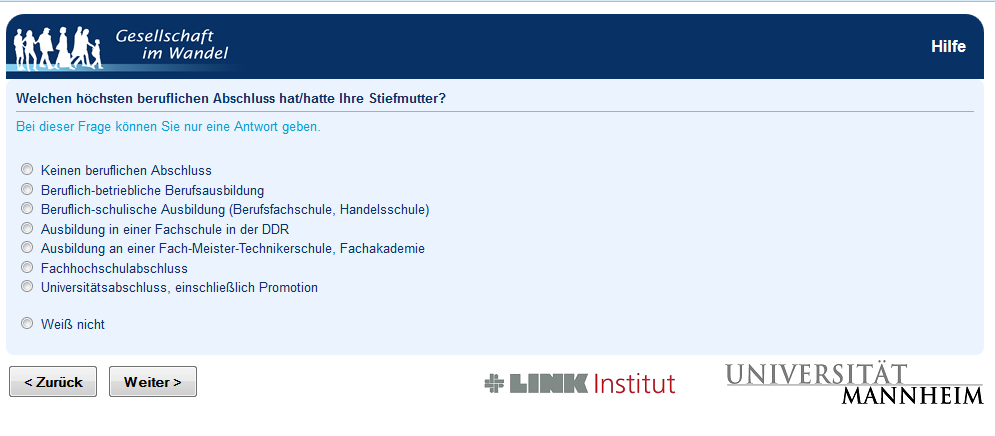 Gesellschaft
im Wandel
Hilfe
Welchen höchsten beruflichen Abschluss hat/hatte Ihre Stiefmutter?
Bei dieser Frage können Sie nur eine Antwort geben.
Keinen beruflichen Abschluss
Beruflich-betriebliche Berufsausbildung
Beruflich-schulische Ausbildung (Berufsfachschule, Handelsschule)
Ausbildung in einer Fachschule in der DDR
Ausbildung an einer Fach-Meister-Technikerschule, Fachakademie
Fachhochschulabschluss
Universitätsabschluss, einschließlich Promotion
Weiß nicht
< Zurück
Weiter >
LINK Institut
UNIVERSITÄT
MANNHEIM